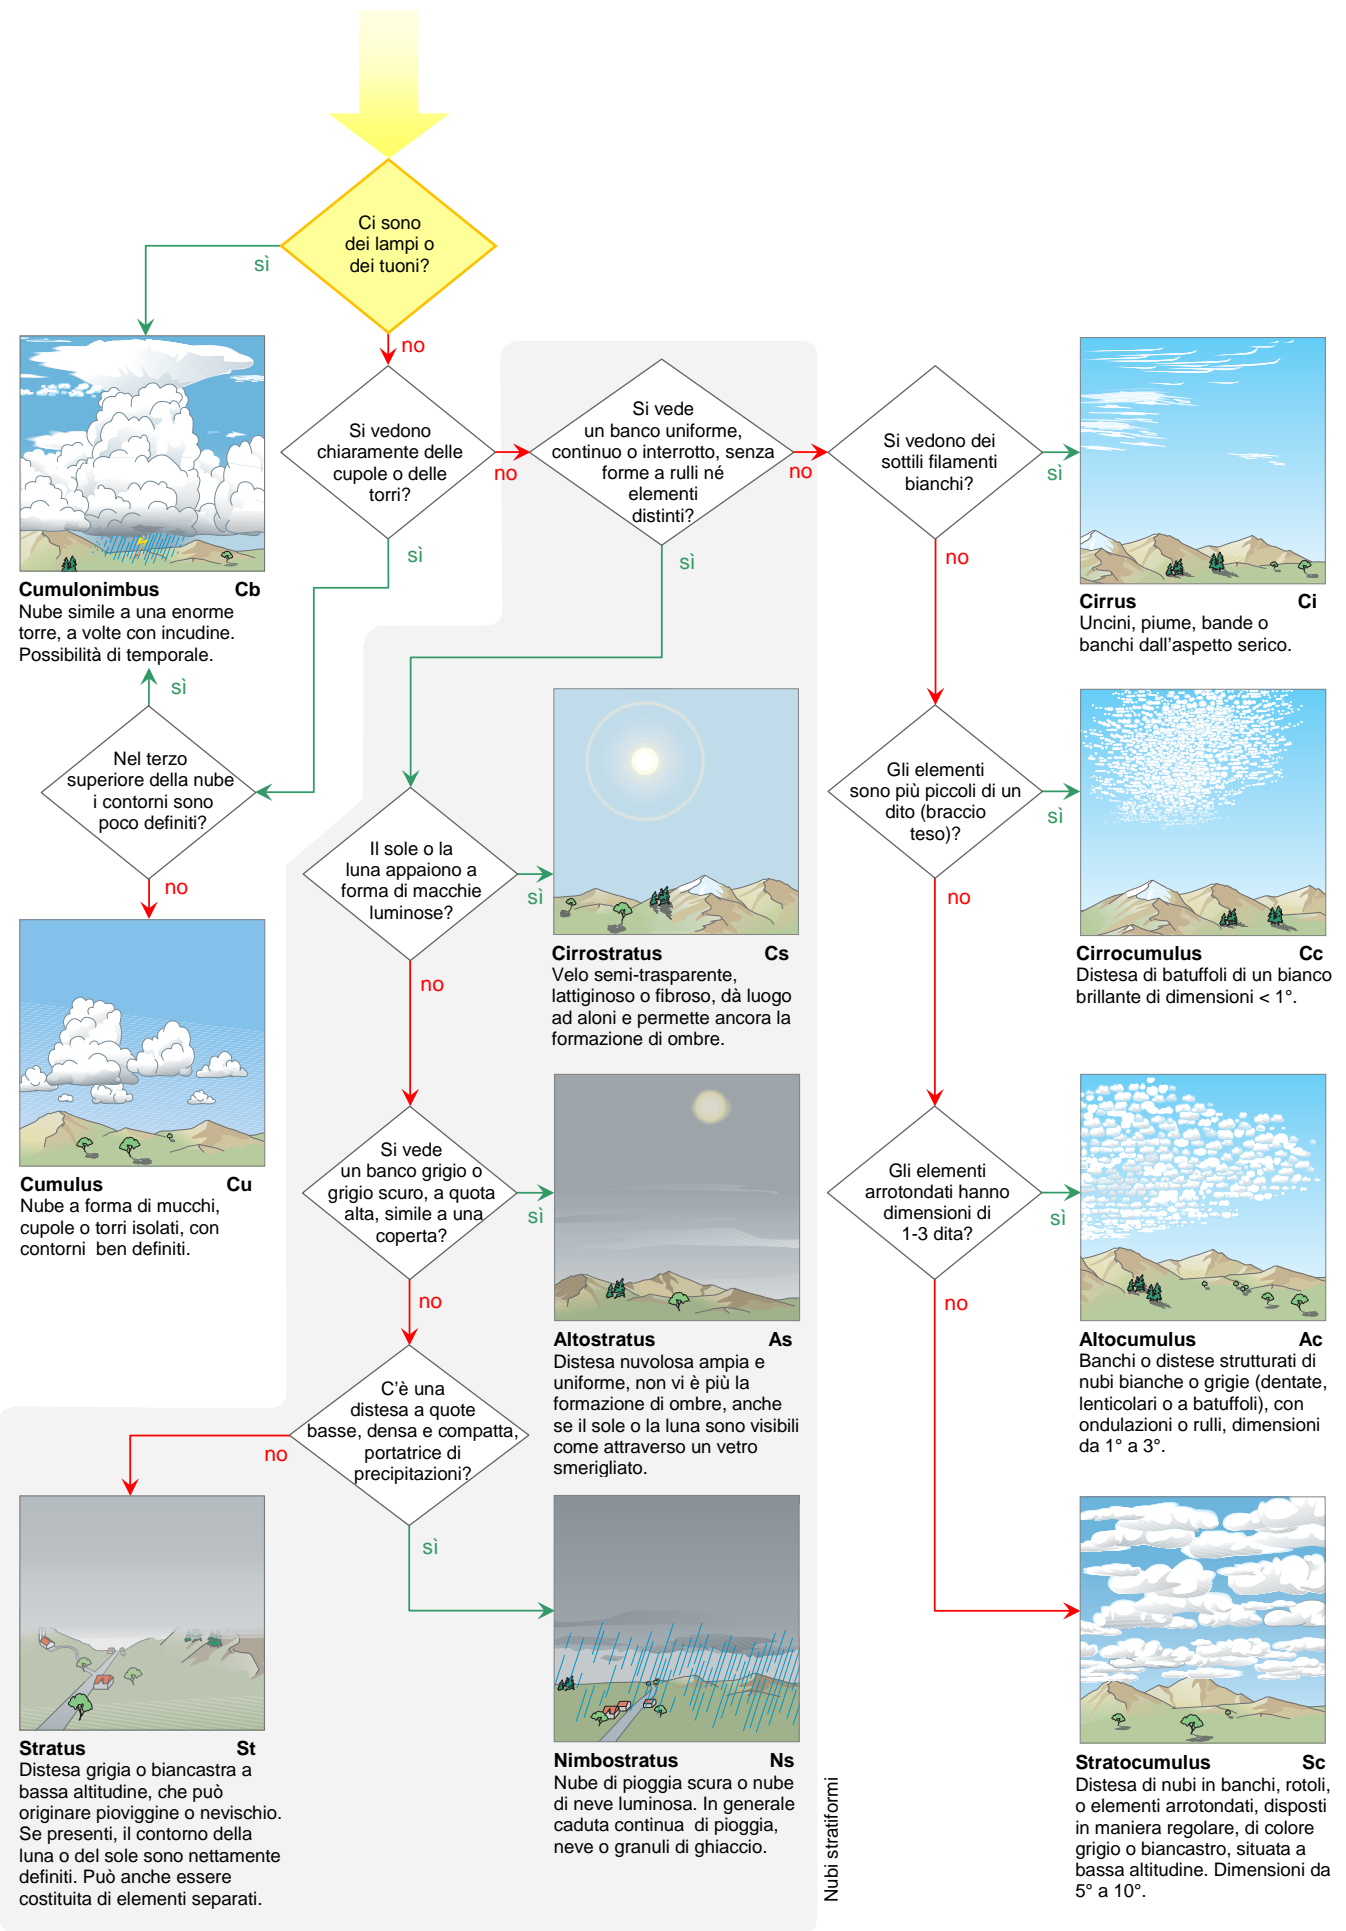 Ci sono
dei lampi o
dei tuoni?
sì
no
Si vedono
chiaramente delle
cupole o delle
torri?
no
sì
Si vede
un banco uniforme,
continuo o interrotto, senza
forme a rulli né
elementi
distinti?
no
sì
Si vedono dei
sottili filamenti
bianchi?
sì
no
Cumulonimbus Cb
Nube simile a una enorme
torre, a volte con incudine.
Possibilità di temporale.
sì
Nel terzo
superiore della nube
i contorni sono
poco definiti?
no
Cumulus Cu
Nube a forma di mucchi,
cupole o torri isolati, con
contorni ben definiti.
Il sole o la
luna appaiono a
forma di macchie
luminose?
sì
no
Cirrostratus Cs
Velo semi-trasparente,
lattiginoso o fibroso, dà luogo
ad aloni e permette ancora la
formazione di ombre.
Si vede
un banco grigio o
grigio scuro, a quota
alta, simile a una
coperta?
sì
no
Altostratus As
Distesa nuvolosa ampia e
uniforme, non vi è più la
formazione di ombre, anche
se il sole o la luna sono visibili
come attraverso un vetro
smerigliato.
C'è una
distesa a quote
basse, densa e compatta,
portatrice di
precipitazioni?
no
sì
Stratus St
Distesa grigia o biancastra a
bassa altitudine, che può
originare pioviggine o nevischio.
Se presenti, il contorno della
luna o del sole sono nettamente
definiti. Può anche essere
costituita di elementi separati.
Nimbostratus Ns
Nube di pioggia scura o nube
di neve luminosa. In generale
caduta continua di pioggia,
neve o granuli di ghiaccio.
Nubi stratiformi
Cirrus Ci
Uncini, piume, bande o
banchi dall'aspetto serico.
Gli elementi
sono più piccoli di un
dito (braccio
teso)?
sì
no
Cirrocumulus Cc
Distesa di batuffoli di un bianco
brillante di dimensioni < 1°.
Gli elementi
arrotondati hanno
dimensioni di
1-3 dita?
sì
no
Altocumulus Ac
Banchi o distese strutturati di
nubi bianche o grigie (dentate,
lenticolari o a batuffoli), con
ondulazioni o rulli, dimensioni
da 1° a 3°.
Stratocumulus Sc
Distesa di nubi in banchi, rotoli,
o elementi arrotondati, disposti
in maniera regolare, di colore
grigio o biancastro, situata a
bassa altitudine. Dimensioni da
5° a 10°.